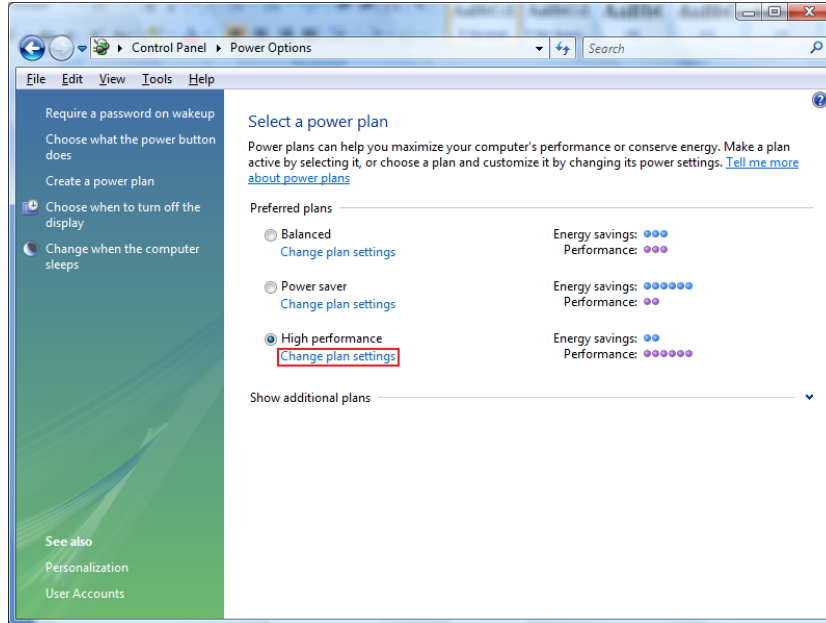 Control Panel Power Options
Search
File Edit View Tools Help
Require a password on wakeup
Choose what the power button
does
Create a power plan
Choose when to turn off the
display
Change when the computer
sleeps
See also
Personalization
User Accounts
Select a power plan
Power plans can help you maximize your computer's performance or conserve energy. Make a plan
active by selecting it, or choose a plan and customize it by changing its power settings. Tell me more
about power plans
Preferred plans
Balanced Energy savings:
Change plan settings Performance:
Power saver Energy savings:
Change plan settings Performance:
High performance Energy savings:
Change plan settings Performance:
Show additional plans